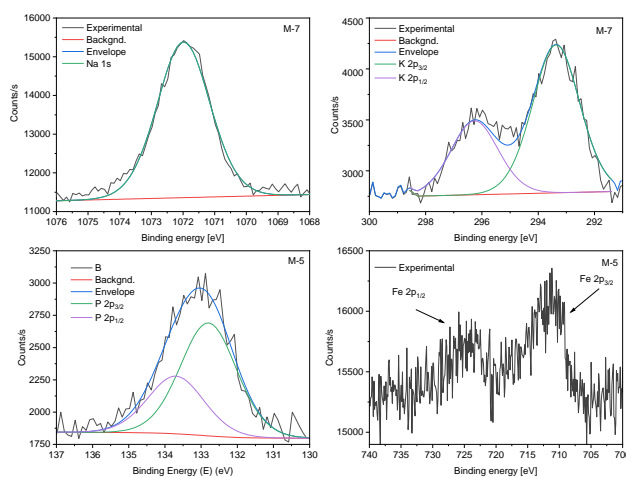 Experimental
Backgnd.
Envelope
Na 1s
M-7
16000
15000
14000
13000
12000
11000
Counts/s
1076 1075 1074 1073 1072 1071 1070 1069 1068
Binding energy [eV]
Experimental
Backgnd.
Envelope
K 2p3/2
K 2p1/2
M-7
4500
3750
3000
Counts/s
300 298 296 294 292
Binding energy [eV]
B
Backgnd.
Envelope
P 2p3/2
P 2p1/2
M-5
3250
3000
2750
2500
2250
2000
1750
Counts/s
137 136 135 134 133 132 131 130
Binding Energy (E) (eV)
Experimental
M-5
Fe 2p1/2
Fe 2p3/2
16500
16000
15500
15000
Counts/s
740 735 730 725 720 715 710 705 700
Binding energy [eV]